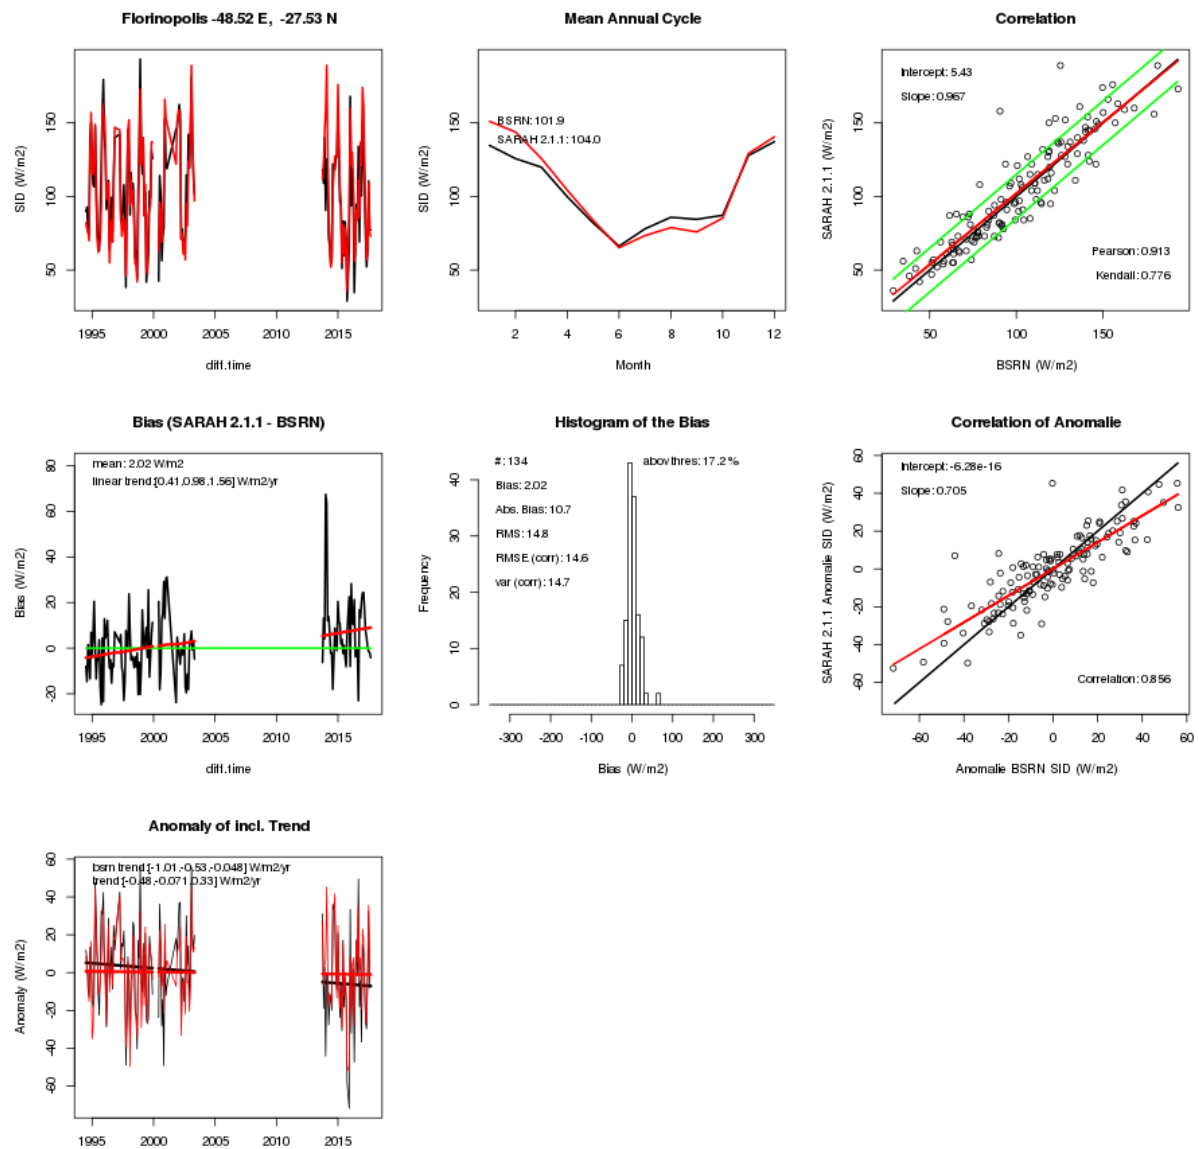 Florinopolis -48.52 E, -27.53 N
SID (W/m2)
150
100
50
1995 2000 2005 2010 2015
diff.time
Mean Annual Cycle
SID (W/m2)
150
100
50
BSRN: 101.9
SARAH 2.1.1: 104.0
2 4 6 8 10 12
Month
Correlation
SARAH 2.1.1 (W/m2)
150
100
50
Intercept: 5.43
Slope: 0.967
Pearson: 0.913
Kendall: 0.776
50 100 150
BSRN (W/m2)
Bias (SARAH 2.1.1 - BSRN)
Bias (W/m2)
80
60
40
20
0
-20
mean: 2.02 W/m2
linear trend:[0.41,0.98,1.56] W/m2/yr
1995 2000 2005 2010 2015
diff.time
Histogram of the Bias
Frequency
40
30
20
10
0
#: 134
abovthres: 17.2 %
Bias: 2.02
Abs. Bias: 10.7
RMS: 14.8
RMSE (corr): 14.6
var (corr): 14.7
-300 -200 -100 0 100 200 300
Bias (W/m2)
Correlation of Anomalie
SARAH 2.1.1 Anomalie SID (W/m2)
60
40
20
0
-20
-40
-60
Intercept: -6.28e-16
Slope: 0.705
Correlation: 0.856
-60 -40 -20 0 20 40 60
Anomalie BSRN SID (W/m2)
Anomaly of incl. Trend
Anomaly (W/m2)
60
40
20
0
-20
-40
-60
bsrn trend:[-1.01,-0.53,-0.048] W/m2/yr
trend:[-0.48,-0.071,0.33] W/m2/yr
1995 2000 2005 2010 2015